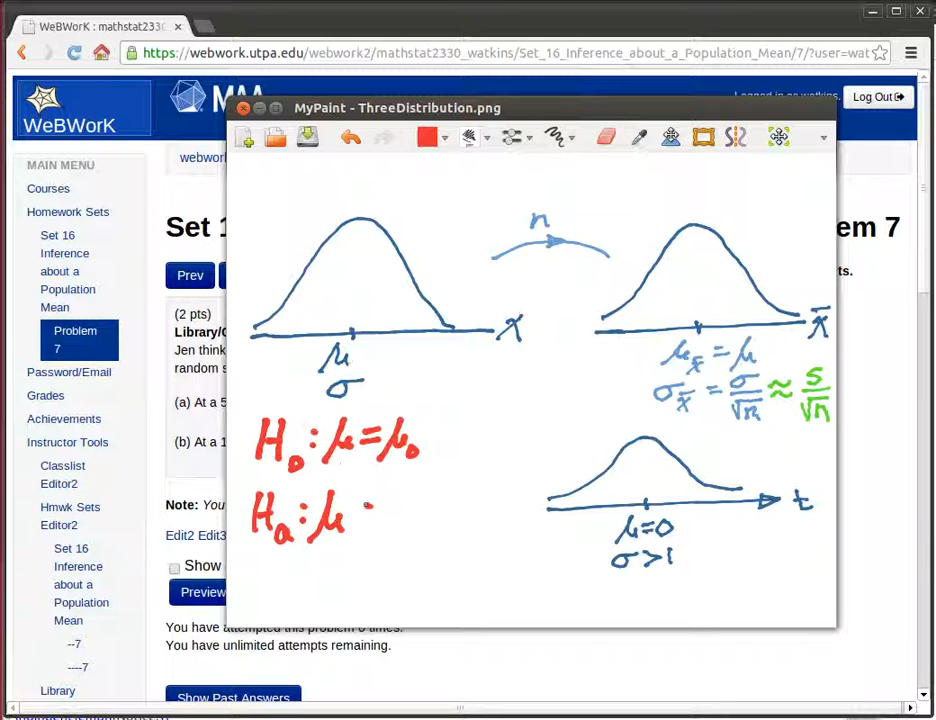 WeBWorK : mathstat233
https://webwork.utpa.edu/webwork2/mathstat2330_watkins/Set_16_Inference_about_a_Population_Mean/7/?user=wat
WeBWorK
MAA
Log Out
MyPaint - ThreeDistribution.png
MAIN MENU
Courses
Homework Sets
Set 16
Inference
about a
Population
Mean
Problem
7
Password/Email
Grades
Achievements
Instructor Tools
Classlist
Editor2
Hmwk Sets
Editor2
Set 16
Inference
about a
Population
Mean
--7
----7
Library
webwork
Set 1
em 7
Prev
ts.
(2 pts)
Library/
Jen think
random s
(a) At a 5
(b) At a 1
Note: You
Edit2 Edit3
Show
Preview
You have attempted this problem 0 times.
You have unlimited attempts remaining.
Show Past Answers
n
x
x̄
μ
σ
μx̄ = μ
σx̄ = σ/√n ≈ s/√n
H₀ : μ = μ₀
Hₐ : μ
t
μ=0
σ>1